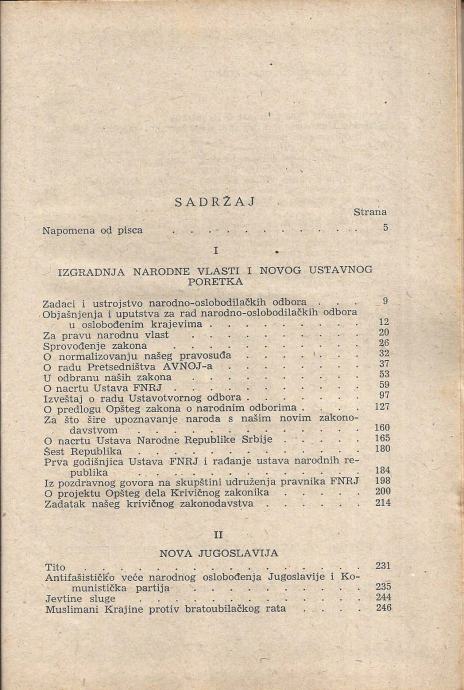 SADRŽAJ
Strana
Napomena od pisca . . . . . . . . . . . 5
I
IZGRADNJA NARODNE VLASTI I NOVOG USTAVNOG
PORETKA
Zadaci i ustrojstvo narodno-oslobodilačkih odbora . . . 9
Objašnjenja i uputstva za rad narodno-oslobodilačkih odbora
u oslobođenim krajevima . . . . . . . . . 12
Za pravu narodnu vlast . . . . . . . . . . 20
Sprovođenje zakona . . . . . . . . . . . 26
O normalizovanju našeg pravosuđa . . . . . . . 32
O radu Pretsedništva AVNOJ-a . . . . . . . . 37
U odbranu naših zakona . . . . . . . . . . 53
O nacrtu Ustava FNRJ . . . . . . . . . . 59
Izveštaj o radu Ustavotvornog odbora . . . . . . . 97
O predlogu Opšteg zakona o narodnim odborima . . . . 127
Za što šire upoznavanje naroda s našim novim zakono-
davstvom . . . . . . . . . . . . . 160
O nacrtu Ustava Narodne Republike Srbije . . . . . 165
Šest Republika . . . . . . . . . . . . 180
Prva godišnjica Ustava FNRJ i rađanje ustava narodnih re-
publika . . . . . . . . . . . . . 184
Iz pozdravnog govora na skupštini udruženja pravnika FNRJ 198
O projektu Opšteg dela Krivičnog zakonika . . . . . 200
Zadatak našeg krivičnog zakonodavstva . . . . . . 214
II
NOVA JUGOSLAVIJA
Tito . . . . . . . . . . . . . . . 231
Antifašističko veće narodnog oslobođenja Jugoslavije i Ko-
munistička partija . . . . . . . . . . 235
Jevtine sluge . . . . . . . . . . . . 244
Muslimani Krajine protiv bratoubilačkog rata . . . . 246